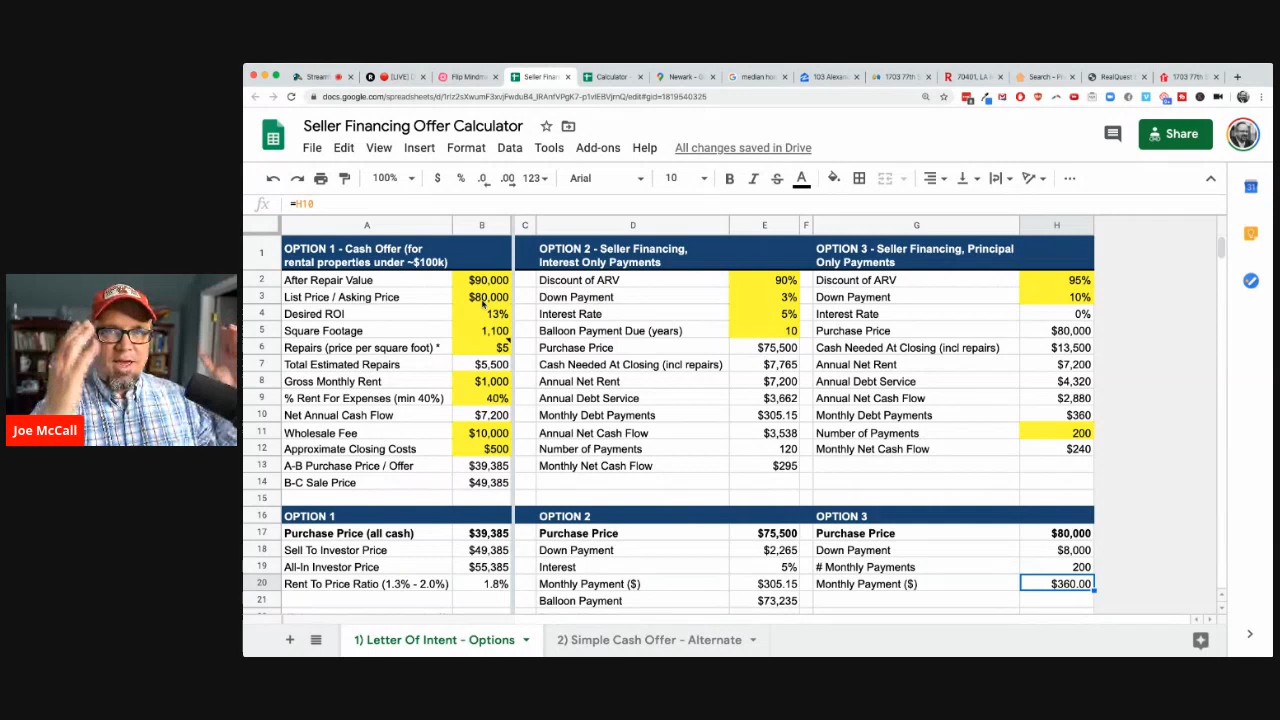 Stream
[LIVE]
Flip Mindm
Seller Finan
Calculator -
Newark - G
median ho
103 Alexan
1703 77th S
70401, LA
Search - Pr
RealQuest
1703 77th S
Seller Financing Offer Calculator
Share
File Edit View Insert Format Data Tools Add-ons Help All changes saved in Drive
100% $ % .0 .00 123 Arial 10 B I S A
fx =H10
A B C D E F G H
1 OPTION 1 - Cash Offer (for rental properties under ~$100k) OPTION 2 - Seller Financing, Interest Only Payments OPTION 3 - Seller Financing, Principal Only Payments
2 After Repair Value $90,000 Discount of ARV 90% Discount of ARV 95%
3 List Price / Asking Price $80,000 Down Payment 3% Down Payment 10%
4 Desired ROI 13% Interest Rate 5% Interest Rate 0%
5 Square Footage 1,100 Balloon Payment Due (years) 10 Purchase Price $80,000
6 Repairs (price per square foot) * $5 Purchase Price $75,500 Cash Needed At Closing (incl repairs) $13,500
7 Total Estimated Repairs $5,500 Cash Needed At Closing (incl repairs) $7,765 Annual Net Rent $7,200
8 Gross Monthly Rent $1,000 Annual Net Rent $7,200 Annual Debt Service $4,320
9 % Rent For Expenses (min 40%) 40% Annual Debt Service $3,662 Annual Net Cash Flow $2,880
10 Net Annual Cash Flow $7,200 Monthly Debt Payments $305.15 Monthly Debt Payments $360
11 Wholesale Fee $10,000 Annual Net Cash Flow $3,538 Number of Payments 200
12 Approximate Closing Costs $500 Number of Payments 120 Monthly Net Cash Flow $240
13 A-B Purchase Price / Offer $39,385 Monthly Net Cash Flow $295
14 B-C Sale Price $49,385
15
16 OPTION 1 OPTION 2 OPTION 3
17 Purchase Price (all cash) $39,385 Purchase Price $75,500 Purchase Price $80,000
18 Sell To Investor Price $49,385 Down Payment $2,265 Down Payment $8,000
19 All-In Investor Price $55,385 Interest 5% # Monthly Payments 200
20 Rent To Price Ratio (1.3% - 2.0%) 1.8% Monthly Payment ($) $305.15 Monthly Payment ($) $360.00
21 Balloon Payment $73,235
1) Letter Of Intent - Options 2) Simple Cash Offer - Alternate
Joe McCall